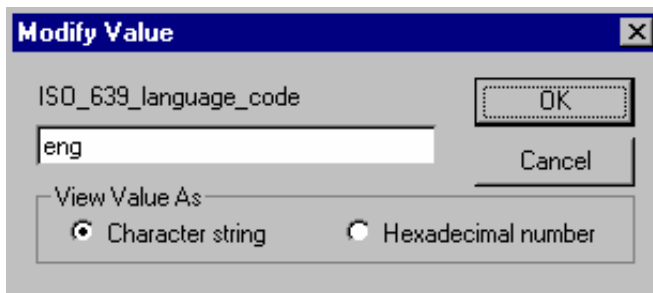 Modify Value
ISO_639_language_code
OK
eng
Cancel
View Value As
Character string
Hexadecimal number